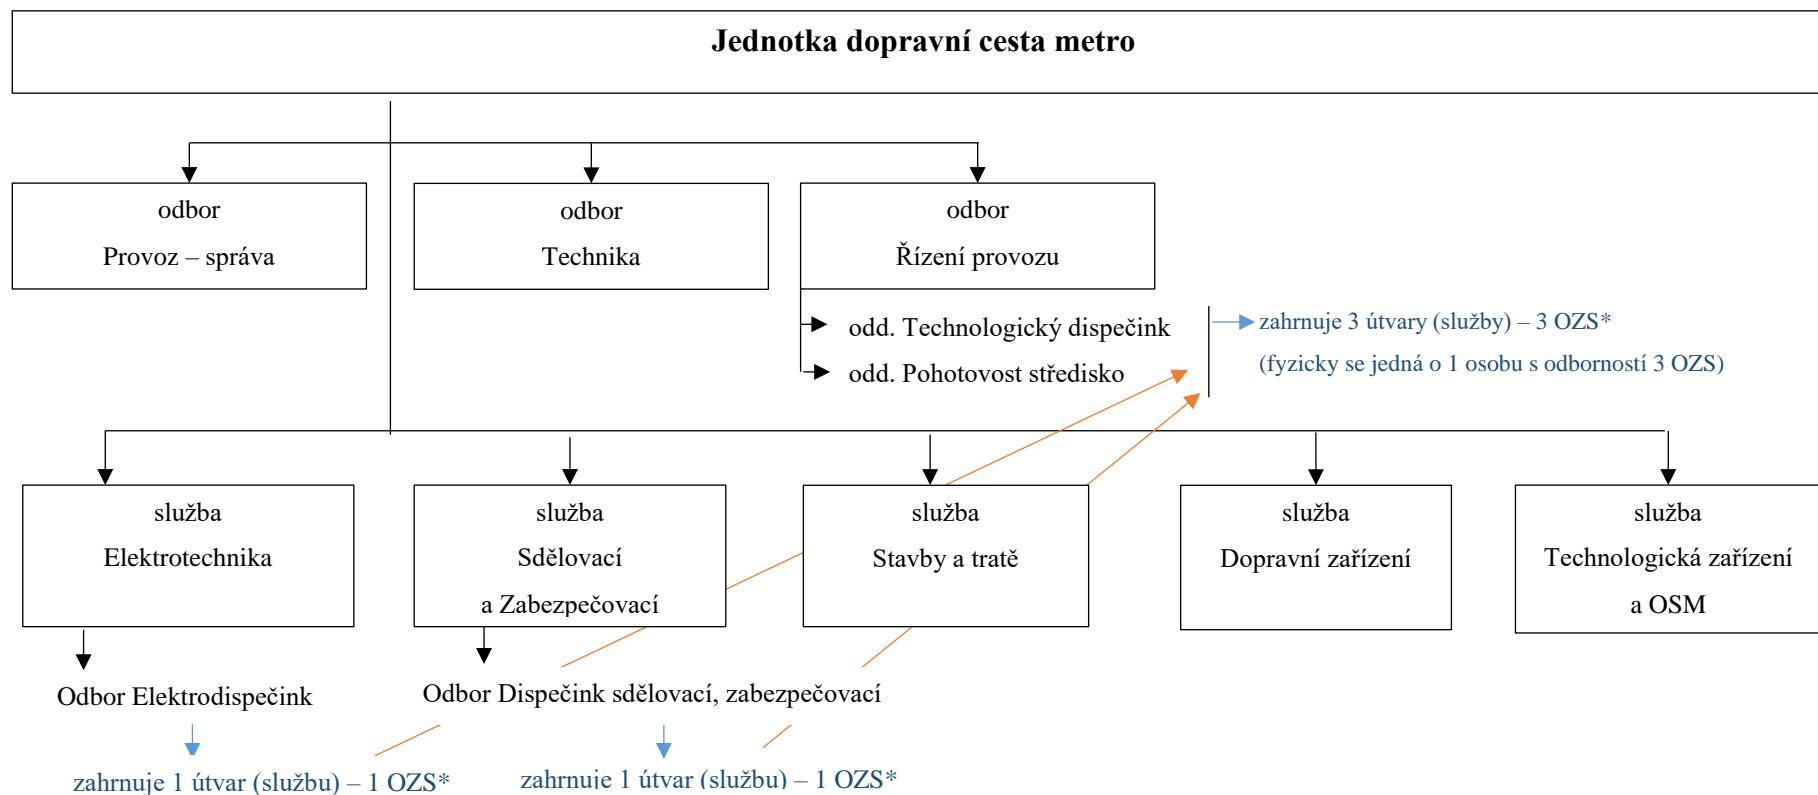 Jednotka dopravní cesta metro
odbor
Provoz – správa
odbor
Technika
odbor
Řízení provozu
odd. Technologický dispečink
odd. Pohotovost středisko
zahrnuje 3 útvary (služby) – 3 OZS*
(fyzicky se jedná o 1 osobu s odborností 3 OZS)
služba
Elektrotechnika
služba
Sdělovací
a Zabezpečovací
služba
Stavby a tratě
služba
Dopravní zařízení
služba
Technologická zařízení
a OSM
Odbor Elektrodispečink
Odbor Dispečink sdělovací, zabezpečovací
zahrnuje 1 útvar (službu) – 1 OZS*
zahrnuje 1 útvar (službu) – 1 OZS*